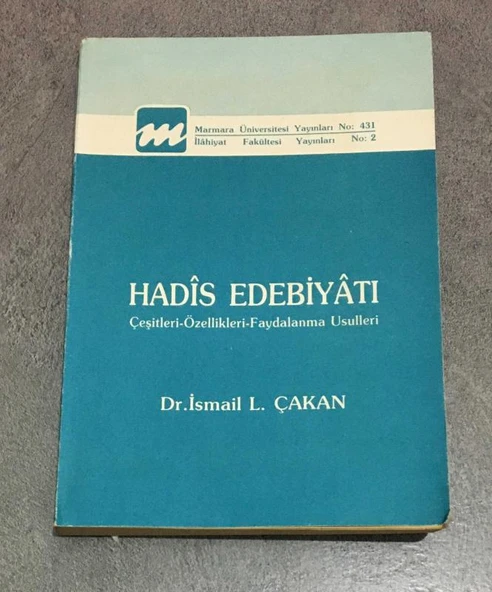 m
Marmara Üniversitesi Yayınları No: 431
İlâhiyat Fakültesi Yayınları No: 2
HADÎS EDEBİYÂTI
Çeşitleri-Özellikleri-Faydalanma Usulleri
Dr.İsmail L. ÇAKAN